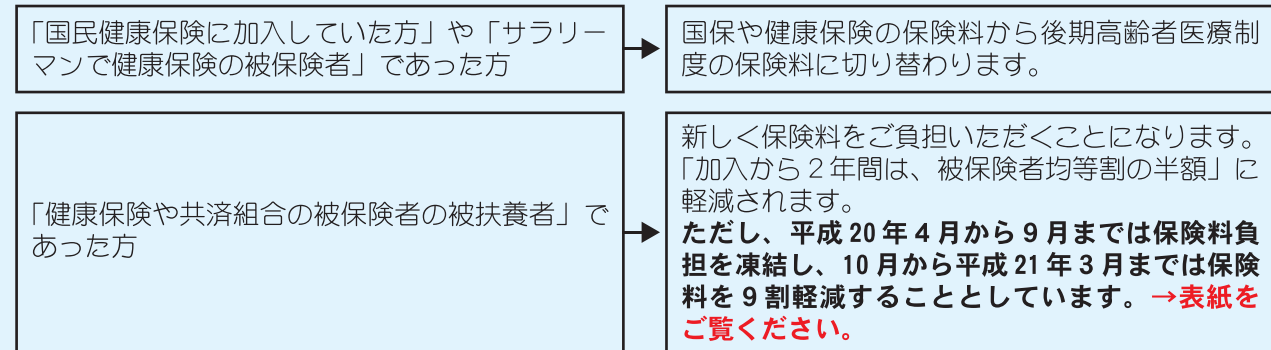 「国民健康保険に加入していた方」や「サラリー
マンで健康保険の被保険者」であった方
国保や健康保険の保険料から後期高齢者医療制
度の保険料に切り替わります。
「健康保険や共済組合の被保険者の被扶養者」で
あった方
新しく保険料をご負担いただくことになります。
「加入から２年間は、被保険者均等割の半額」に
軽減されます。
ただし、平成 20 年 4 月から 9 月までは保険料負
担を凍結し、10 月から平成 21 年 3 月までは保険
料を 9 割軽減することとしています。→表紙を
ご覧ください。